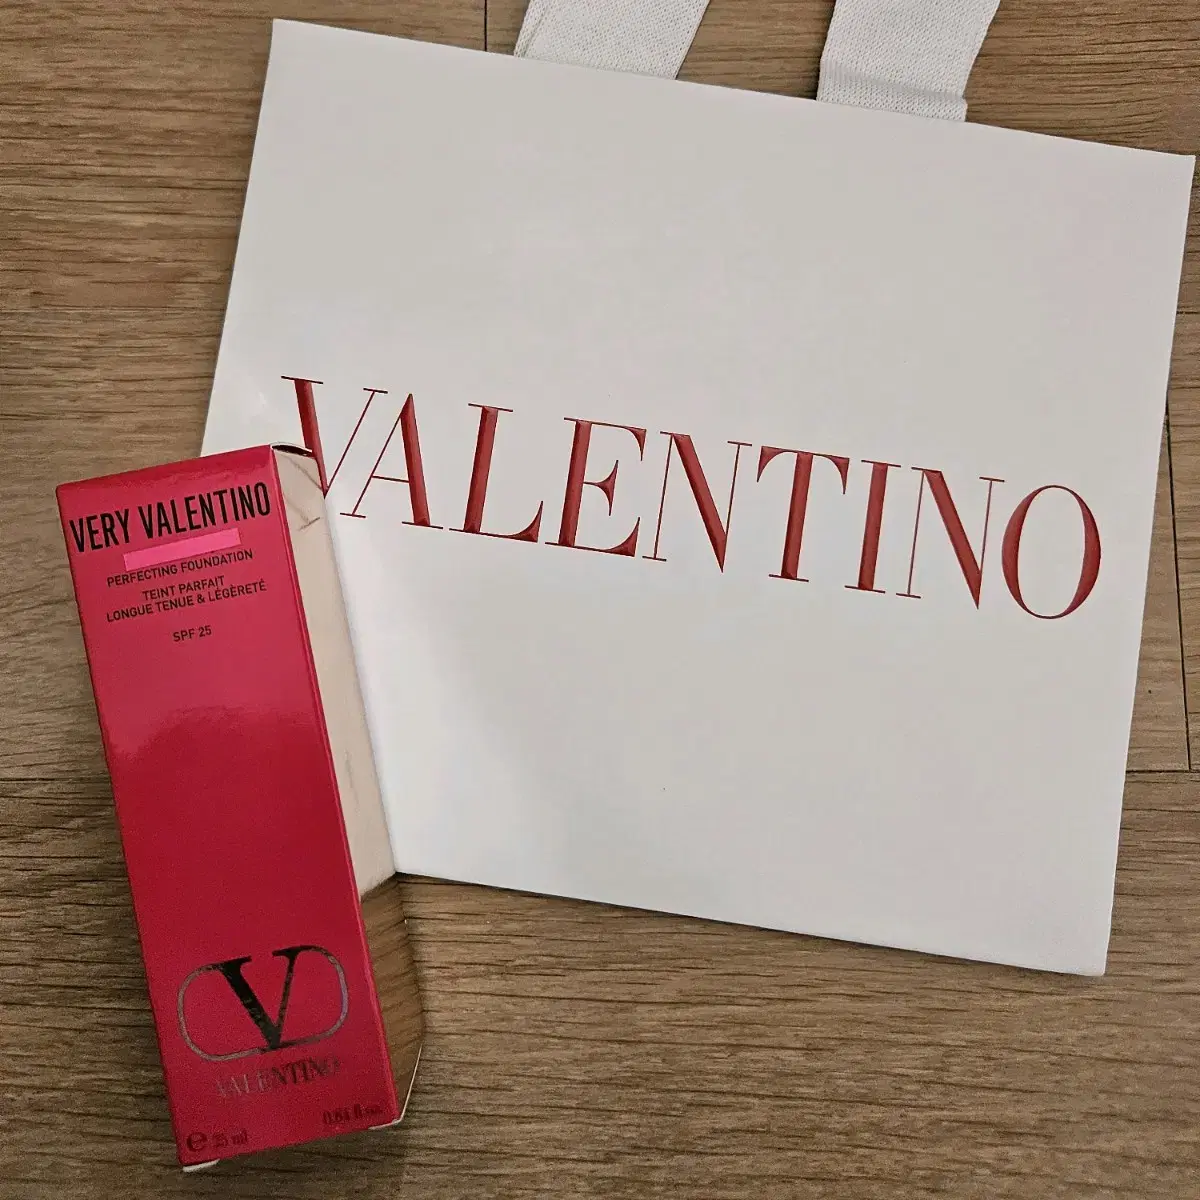 VALENTINO
VERY VALENTINO
PERFECTING FOUNDATION
TEINT PARFAIT
LONGUE TENUE & LÉGÈRETÉ
SPF 25
V
VALENTINO
0.84 fl.oz.
e 25 ml